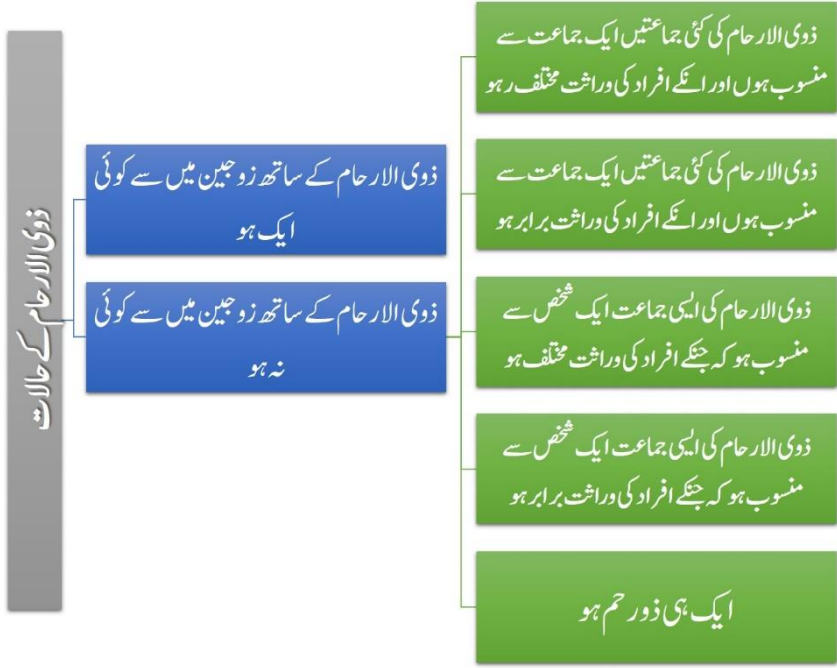 ذوی الارحام کے حالات
ذوی الارحام کے ساتھ زوجین میں سے کوئی
ایک ہو
ذوی الارحام کے ساتھ زوجین میں سے کوئی
نہ ہو
ذوی الارحام کی کئی جماعتیں ایک جماعت سے
منسوب ہوں اور انکے افراد کی وراثت مختلف رہو
ذوی الارحام کی کئی جماعتیں ایک جماعت سے
منسوب ہوں اور انکے افراد کی وراثت برابر ہو
ذوی الارحام کی ایسی جماعت ایک شخص سے
منسوب ہو کہ جنکے افراد کی وراثت مختلف ہو
ذوی الارحام کی ایسی جماعت ایک شخص سے
منسوب ہو کہ جنکے افراد کی وراثت برابر ہو
ایک ہی ذورحم ہو